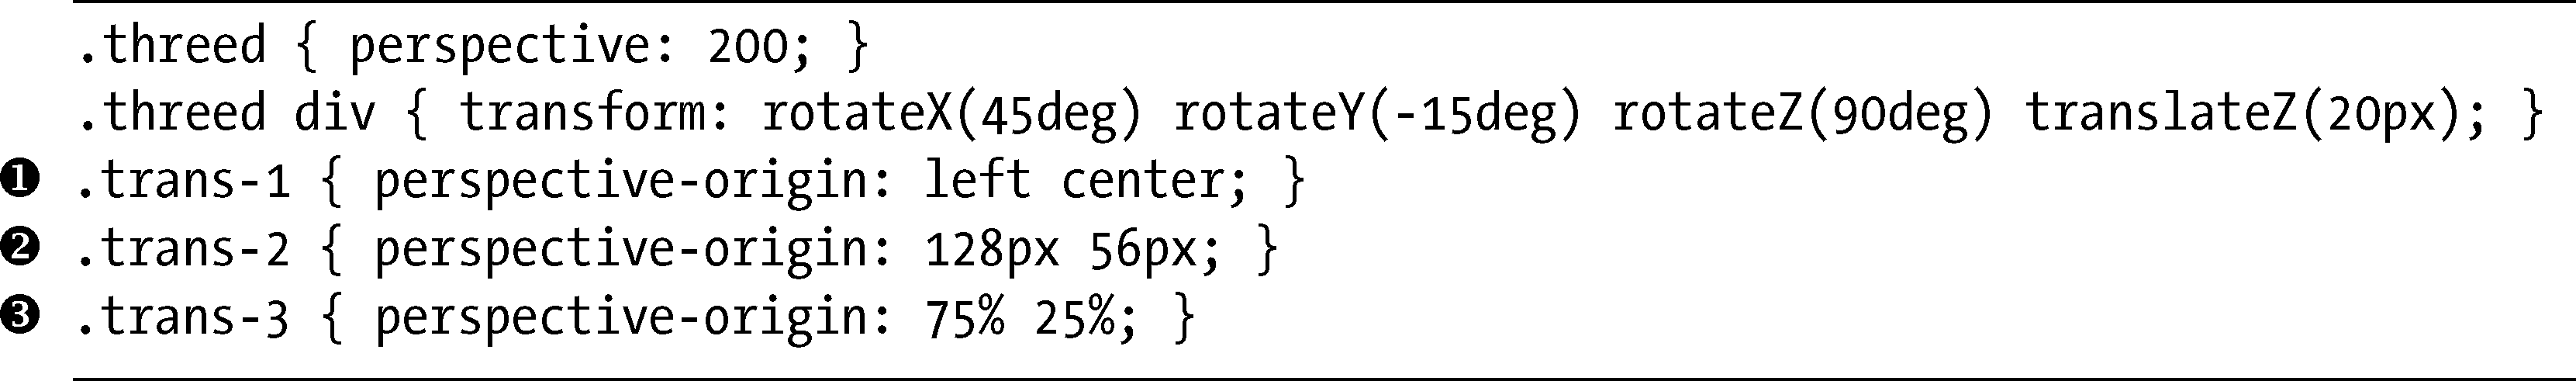 .threed { perspective: 200; }
.threed div { transform: rotateX(45deg) rotateY(-15deg) rotateZ(90deg) translateZ(20px); }
❶ .trans-1 { perspective-origin: left center; }
❷ .trans-2 { perspective-origin: 128px 56px; }
❸ .trans-3 { perspective-origin: 75% 25%; }